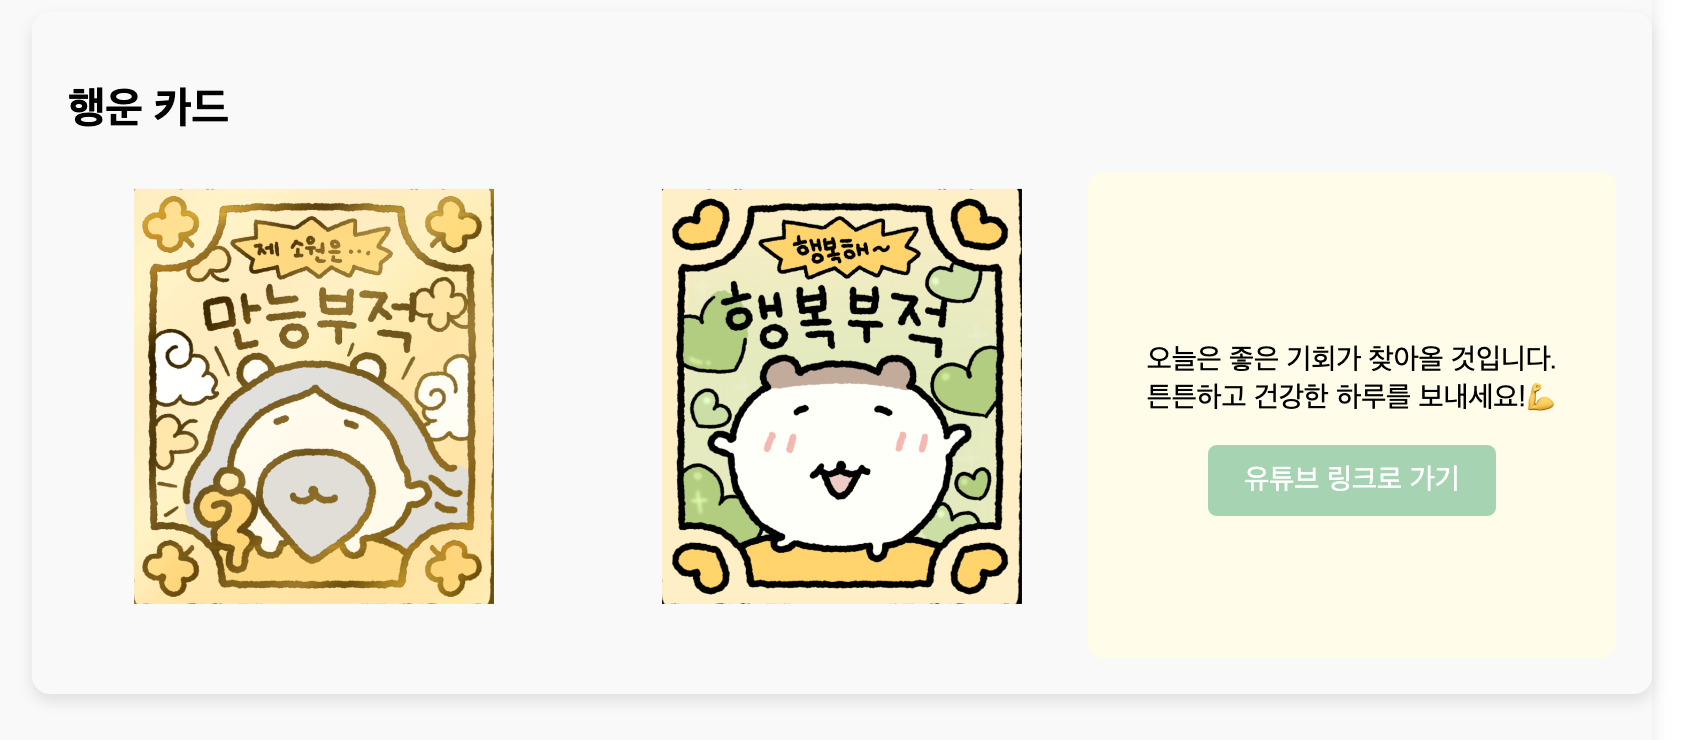 행운 카드
제 소원은...
만능부적
행복해~
행복부적
오늘은 좋은 기회가 찾아올 것입니다.
튼튼하고 건강한 하루를 보내세요!💪
유튜브 링크로 가기